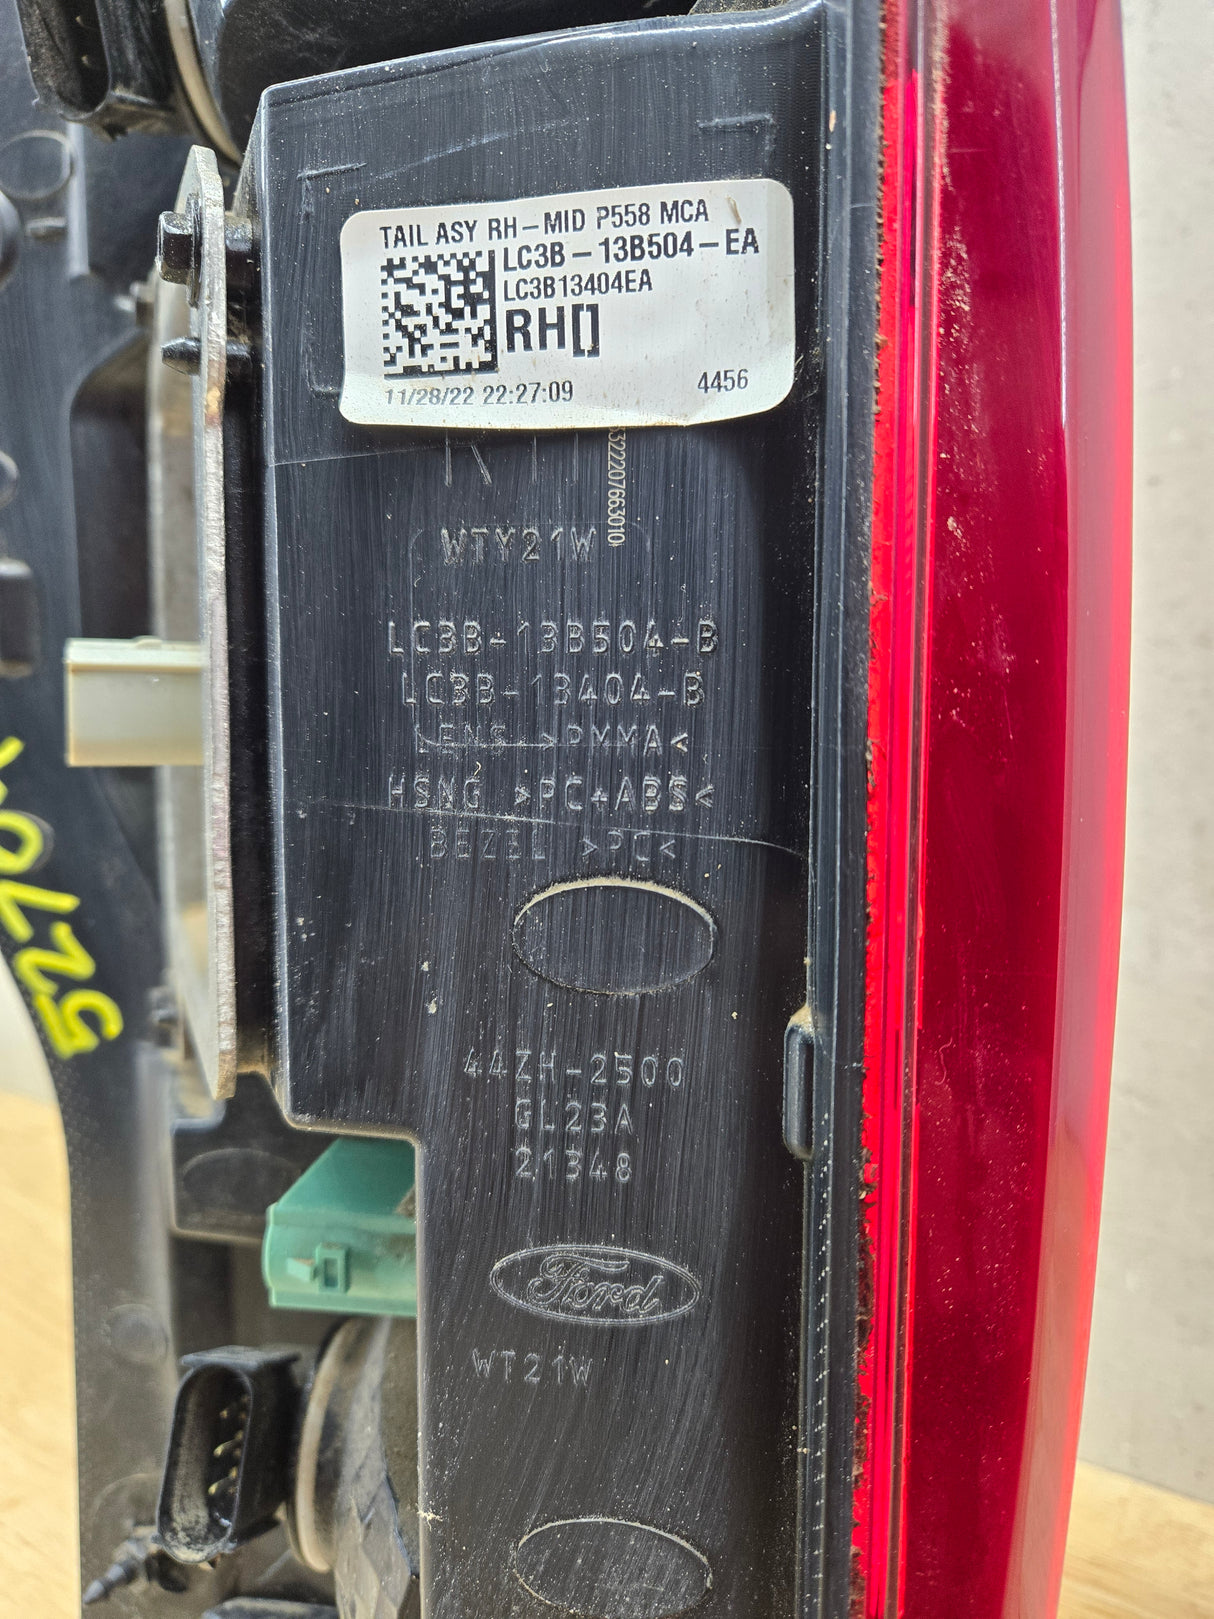 TAIL ASY RH-MID P558 MCA
LC3B-13B504-EA
LC3B13404EA
RH[]
11/28/22 22:27:09
4456
WTY21W
LC3B-13B504-B
LC3B-13404-B
LENS >PMMA<
HSNG >PC+ABS<
BEZEL >PC<
44ZH-2500
GL23A
21348
Ford
WT21W